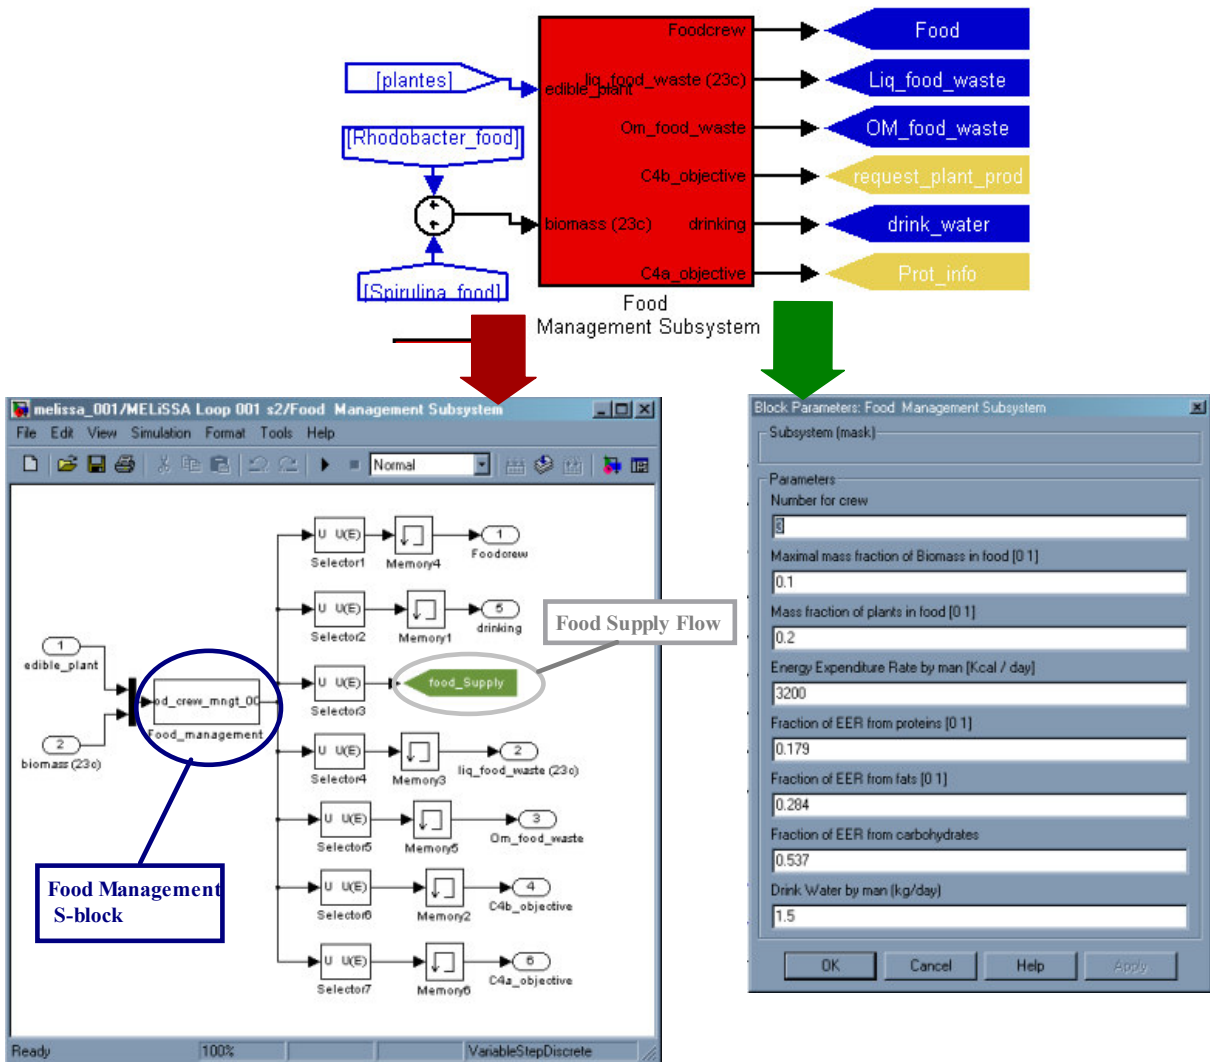 Foodcrew
Food
[plantes]
liq_food_waste (23c)
edible_plant
Liq_food_waste
Om_food_waste
OM_food_waste
[Rhodobacter_food]
C4b_objective
request_plant_prod
biomass (23c)
drinking
drink_water
C4a_objective
Prot_info
[Spirulina_food]
Food
Management Subsystem
melissa_001/MELiSSA Loop 001 s2/Food Management Subsystem
File Edit View Simulation Format Tools Help
Normal
U U(E)
Selector1
Memory4
1
Foodcrew
U U(E)
Selector2
Memory1
5
drinking
Food Supply Flow
1
edible_plant
U U(E)
Selector3
food_Supply
od_crew_mngt_00
Food_management
2
biomass (23c)
U U(E)
Selector4
Memory3
2
liq_food_waste (23c)
U U(E)
Selector5
Memory5
3
Om_food_waste
Food Management
S-block
U U(E)
Selector6
Memory2
4
C4b_objective
U U(E)
Selector7
Memory6
6
C4a_objective
Ready 100% VariableStepDiscrete
Block Parameters: Food Management Subsystem
Subsystem (mask)
Parameters
Number for crew
Maximal mass fraction of Biomass in food [0 1]
0.1
Mass fraction of plants in food [0 1]
0.2
Energy Expenditure Rate by man [Kcal / day]
3200
Fraction of EER from proteins [0 1]
0.179
Fraction of EER from fats [0 1]
0.284
Fraction of EER from carbohydrates
0.537
Drink Water by man (kg/day)
1.5
OK Cancel Help Apply